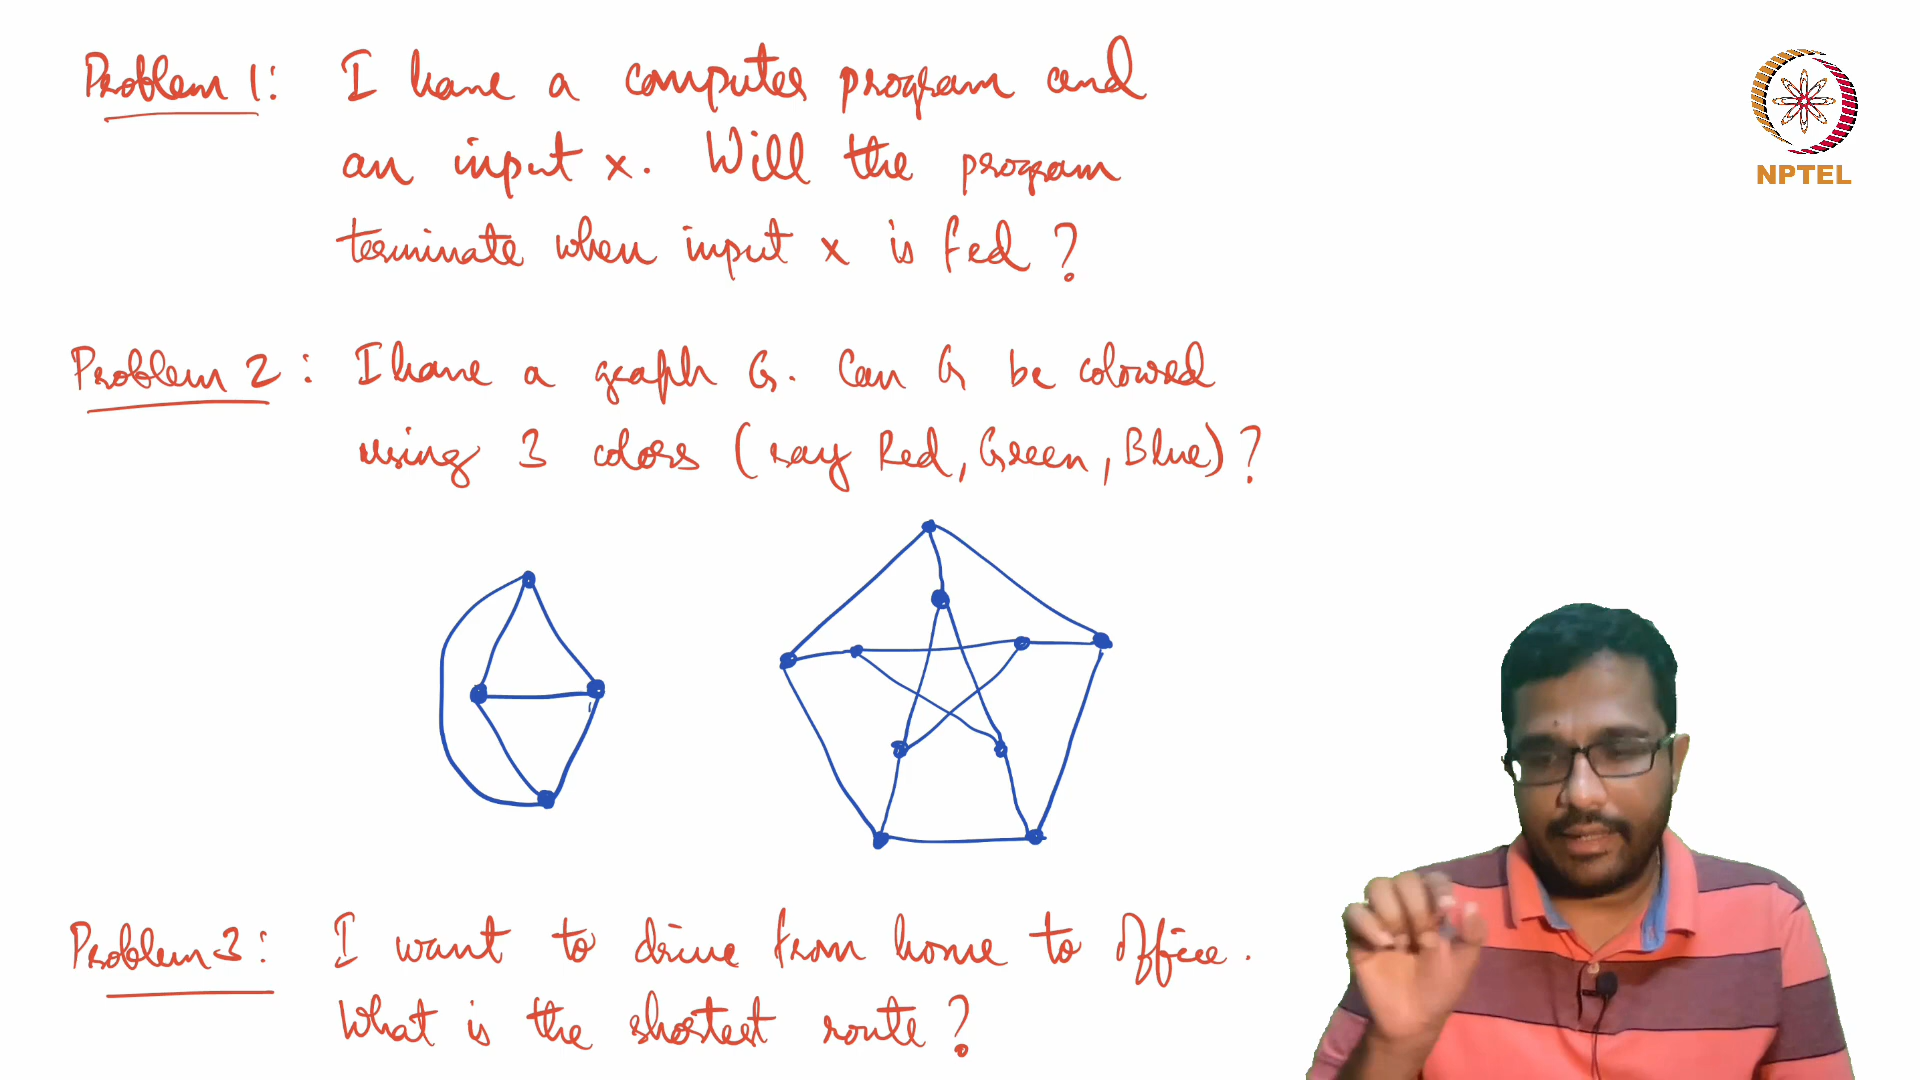 Problem 1: I have a computer program and
an input x. Will the program
terminate when input x is fed?
NPTEL
Problem 2: I have a graph G. Can G be coloured
using 3 colors (say Red, Green, Blue)?
Problem 3: I want to drive from home to office.
What is the shortest route?